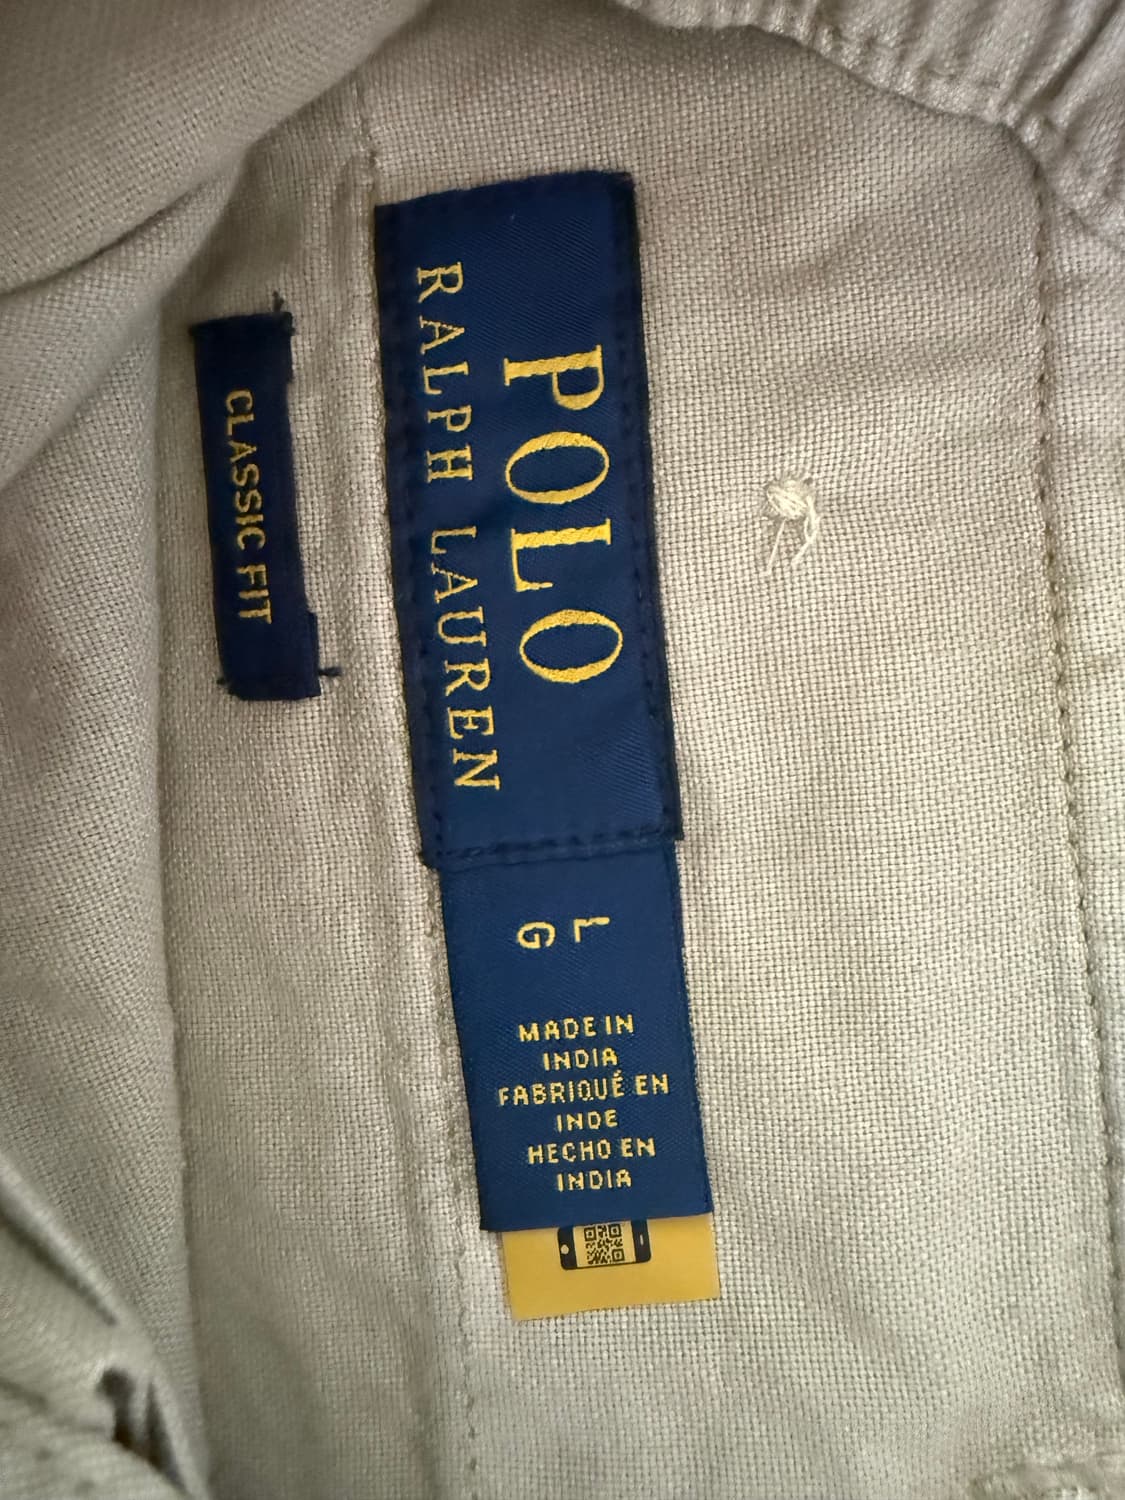 POLO
RALPH LAUREN
CLASSIC FIT
L
G
MADE IN
INDIA
FABRIQUÉ EN
INDE
HECHO EN
INDIA